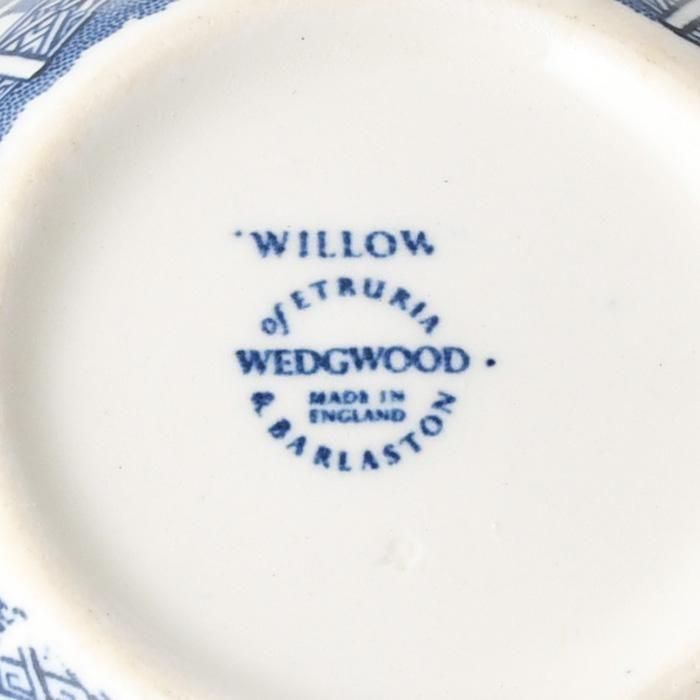 WILLOW
of ETRURIA
WEDGWOOD
MADE IN
ENGLAND
& BARLASTON